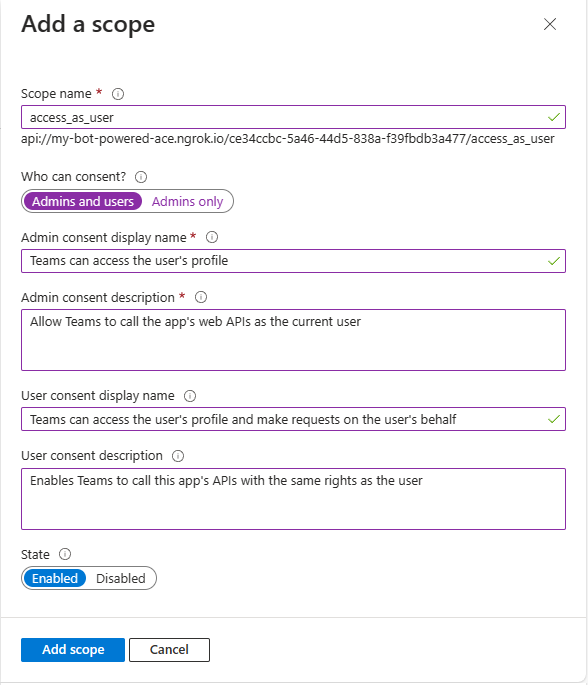 Add a scope
Scope name *
access_as_user
api://my-bot-powered-ace.ngrok.io/ce34ccbc-5a46-44d5-838a-f39fbdb3a477/access_as_user
Who can consent?
Admins and users Admins only
Admin consent display name *
Teams can access the user's profile
Admin consent description *
Allow Teams to call the app's web APIs as the current user
User consent display name
Teams can access the user's profile and make requests on the user's behalf
User consent description
Enables Teams to call this app's APIs with the same rights as the user
State
Enabled Disabled
Add scope Cancel